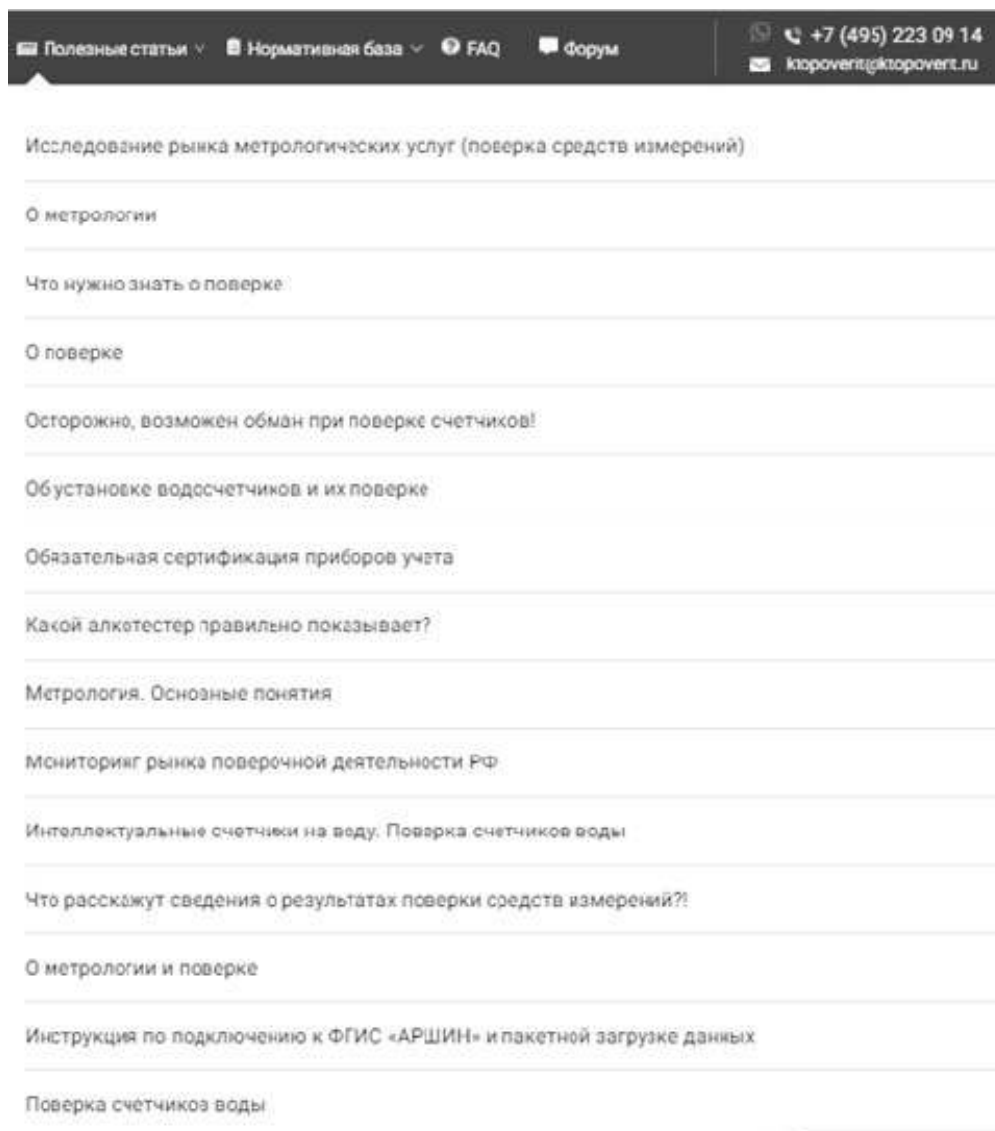 Полезные статьи
Нормативная база
FAQ
Форум
+7 (495) 223 09 14
ktopoverit@ktopoverit.ru
Исследование рынка метрологических услуг (поверка средств измерений)
О метрологии
Что нужно знать о поверке
О поверке
Осторожно, возможен обман при поверке счетчиков!
Об установке водосчетчиков и их поверке
Обязательная сертификация приборов учета
Какой алкотестер правильно показывает?
Метрология. Основные понятия
Мониторинг рынка поверочной деятельности РФ
Интеллектуальные счетчики на воду. Поверка счетчиков воды
Что расскажут сведения о результатах поверки средств измерений?!
О метрологии и поверке
Инструкция по подключению к ФГИС «АРШИН» и пакетной загрузке данных
Поверка счетчиков воды